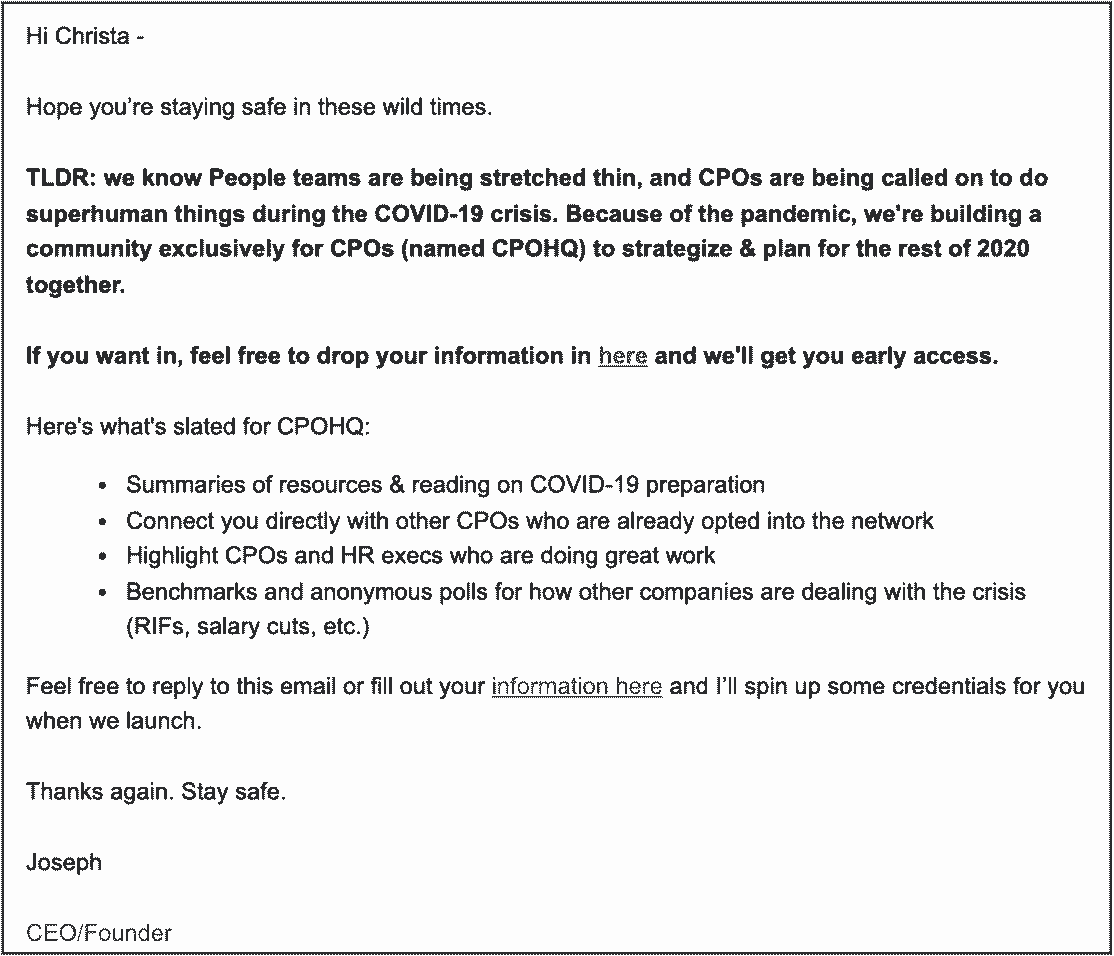 Hi Christa -
Hope you're staying safe in these wild times.
TLDR: we know People teams are being stretched thin, and CPOs are being called on to do
superhuman things during the COVID-19 crisis. Because of the pandemic, we're building a
community exclusively for CPOs (named CPOHQ) to strategize & plan for the rest of 2020
together.
If you want in, feel free to drop your information in here and we'll get you early access.
Here's what's slated for CPOHQ:
• Summaries of resources & reading on COVID-19 preparation
• Connect you directly with other CPOs who are already opted into the network
• Highlight CPOs and HR execs who are doing great work
• Benchmarks and anonymous polls for how other companies are dealing with the crisis
(RIFs, salary cuts, etc.)
Feel free to reply to this email or fill out your information here and I'll spin up some credentials for you
when we launch.
Thanks again. Stay safe.
Joseph
CEO/Founder